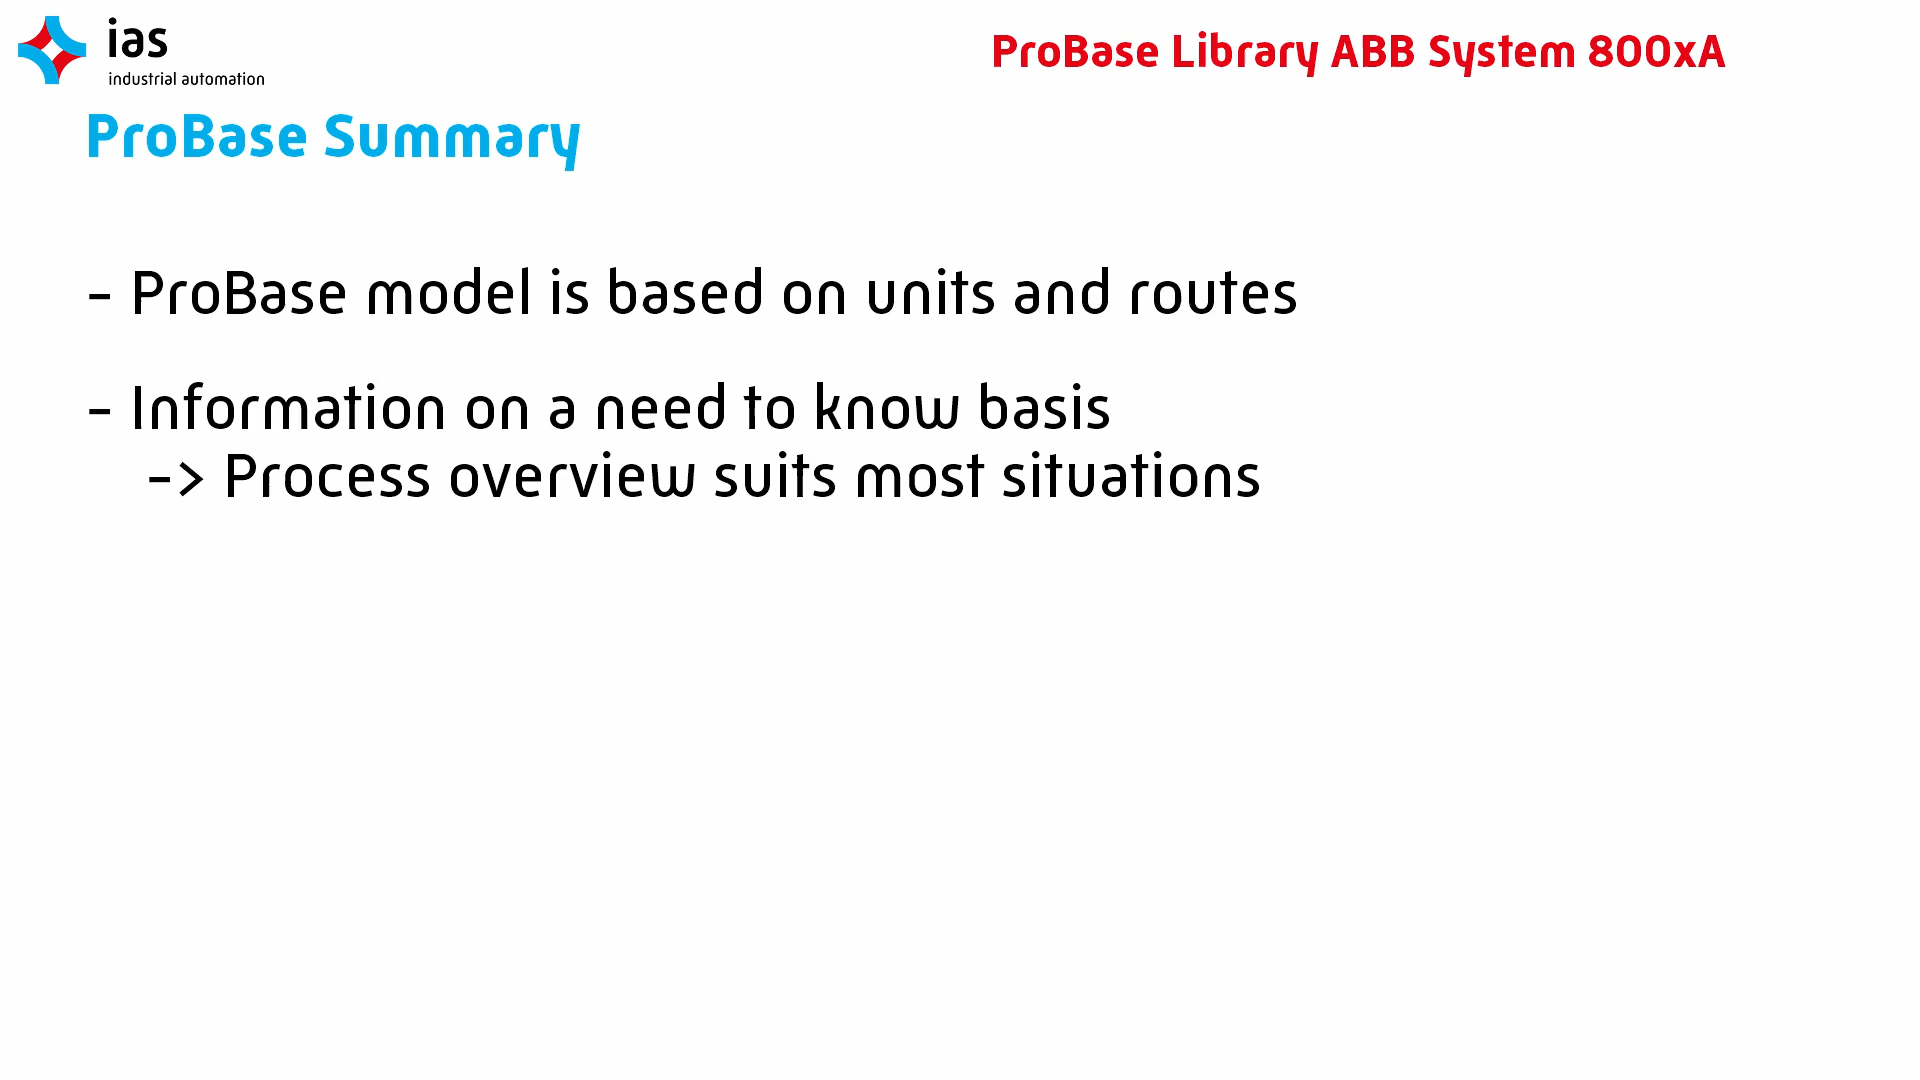 ias
industrial automation
ProBase Library ABB System 800xA
ProBase Summary
- ProBase model is based on units and routes
- Information on a need to know basis
-> Process overview suits most situations